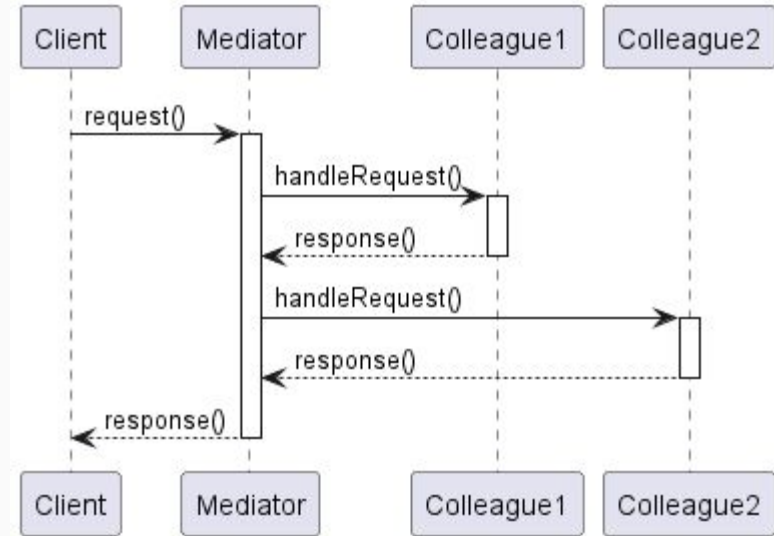 Client
Mediator
Colleague1
Colleague2
request()
handleRequest()
response()
handleRequest()
response()
response()
Client
Mediator
Colleague1
Colleague2